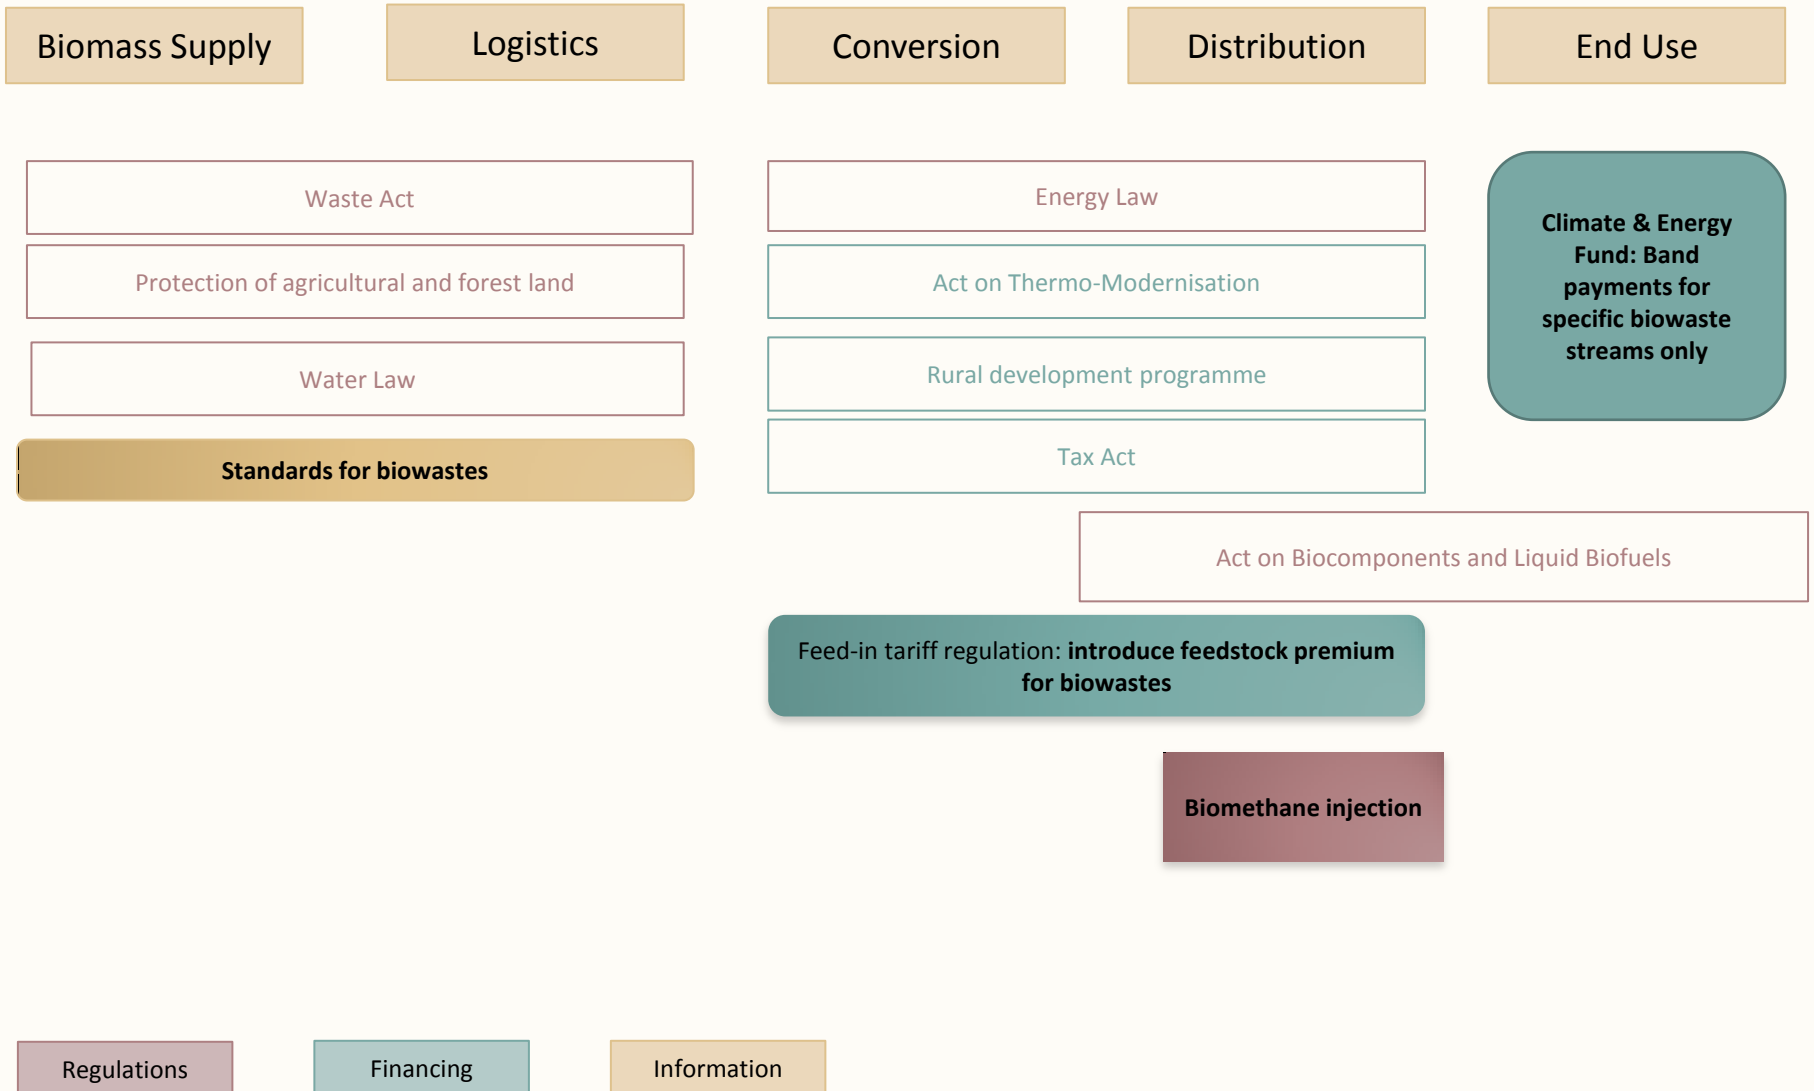 Biomass Supply
Logistics
Conversion
Distribution
End Use
Waste Act
Protection of agricultural and forest land
Water Law
Standards for biowastes
Energy Law
Act on Thermo-Modernisation
Rural development programme
Tax Act
Climate & Energy
Fund: Band
payments for
specific biowaste
streams only
Act on Biocomponents and Liquid Biofuels
Feed-in tariff regulation: introduce feedstock premium
for biowastes
Biomethane injection
Regulations
Financing
Information